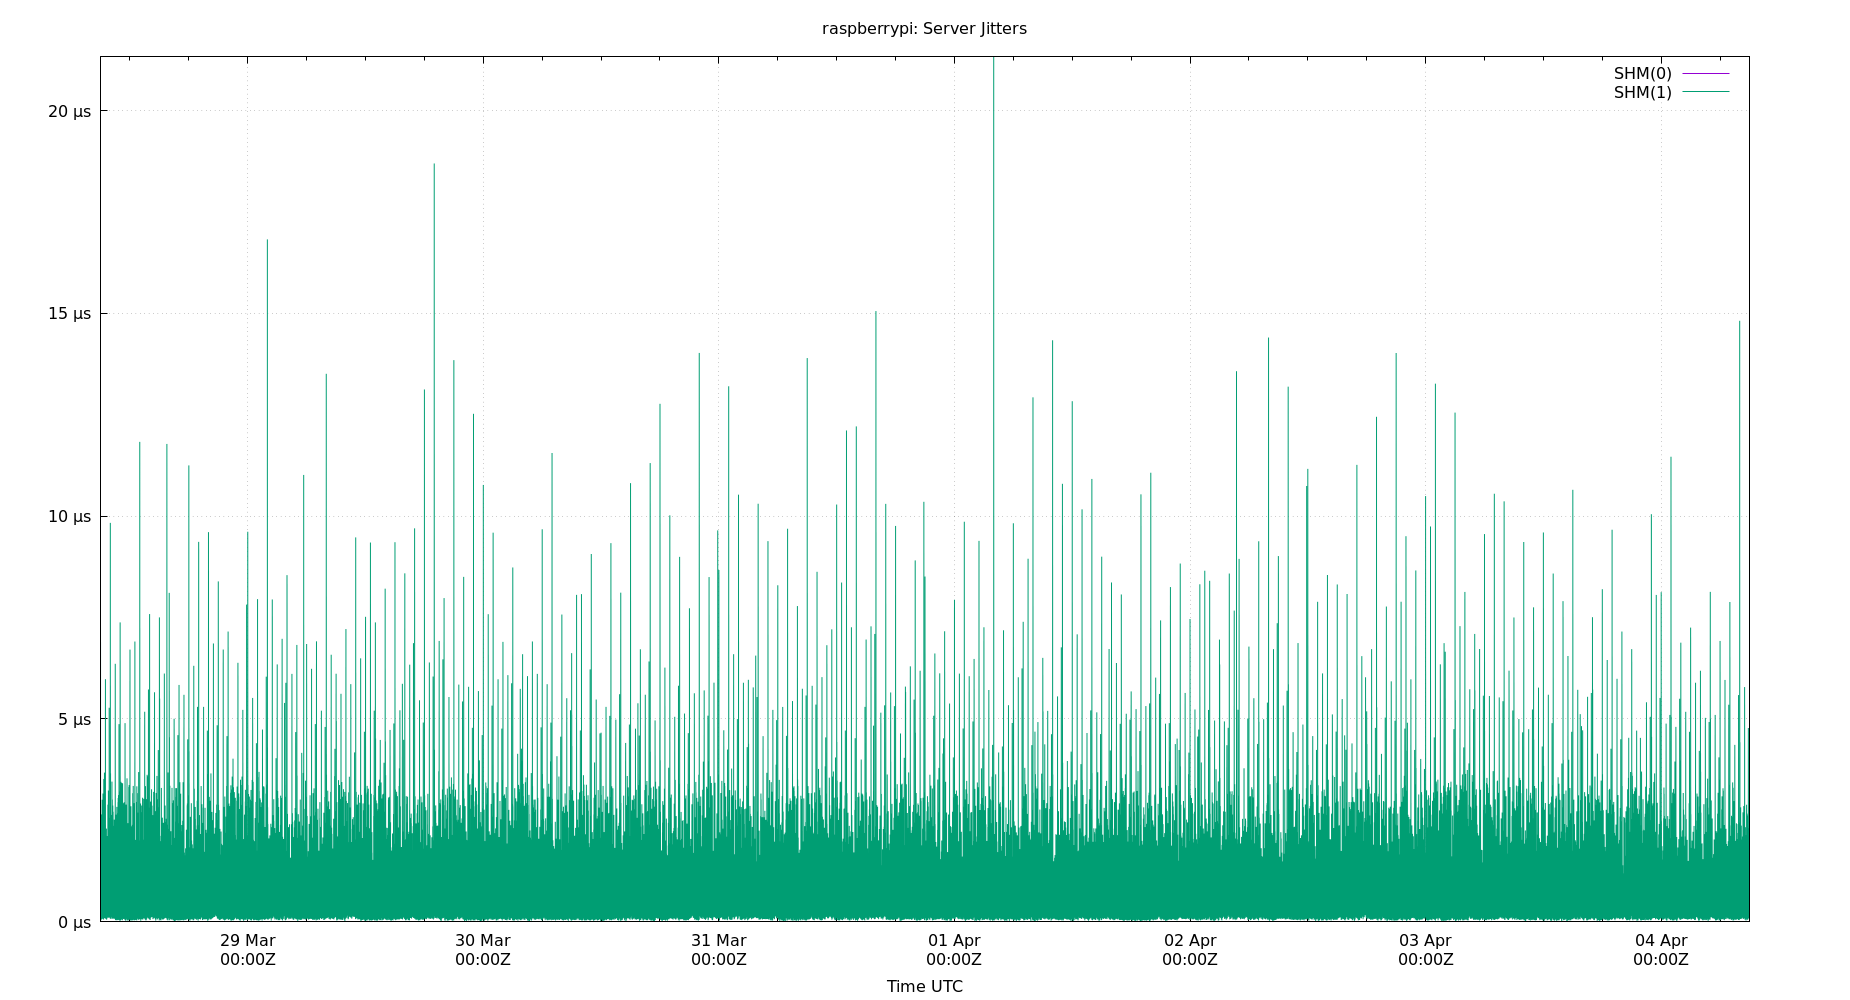 raspberrypi: Server Jitters
SHM(0)
SHM(1)
20 µs
15 µs
10 µs
5 µs
0 µs
29 Mar 30 Mar 31 Mar 01 Apr 02 Apr 03 Apr 04 Apr
00:00Z 00:00Z 00:00Z 00:00Z 00:00Z 00:00Z 00:00Z
Time UTC